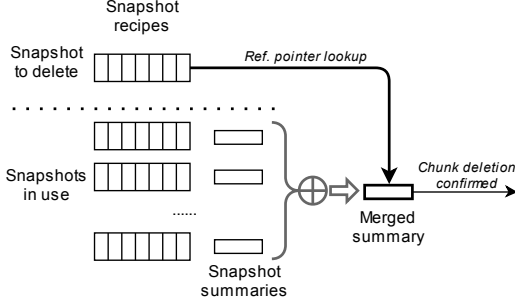 Snapshot
recipes
Snapshot
to delete
Ref. pointer lookup
Snapshots
in use
......
Chunk deletion
confirmed
Merged
summary
Snapshot
summaries